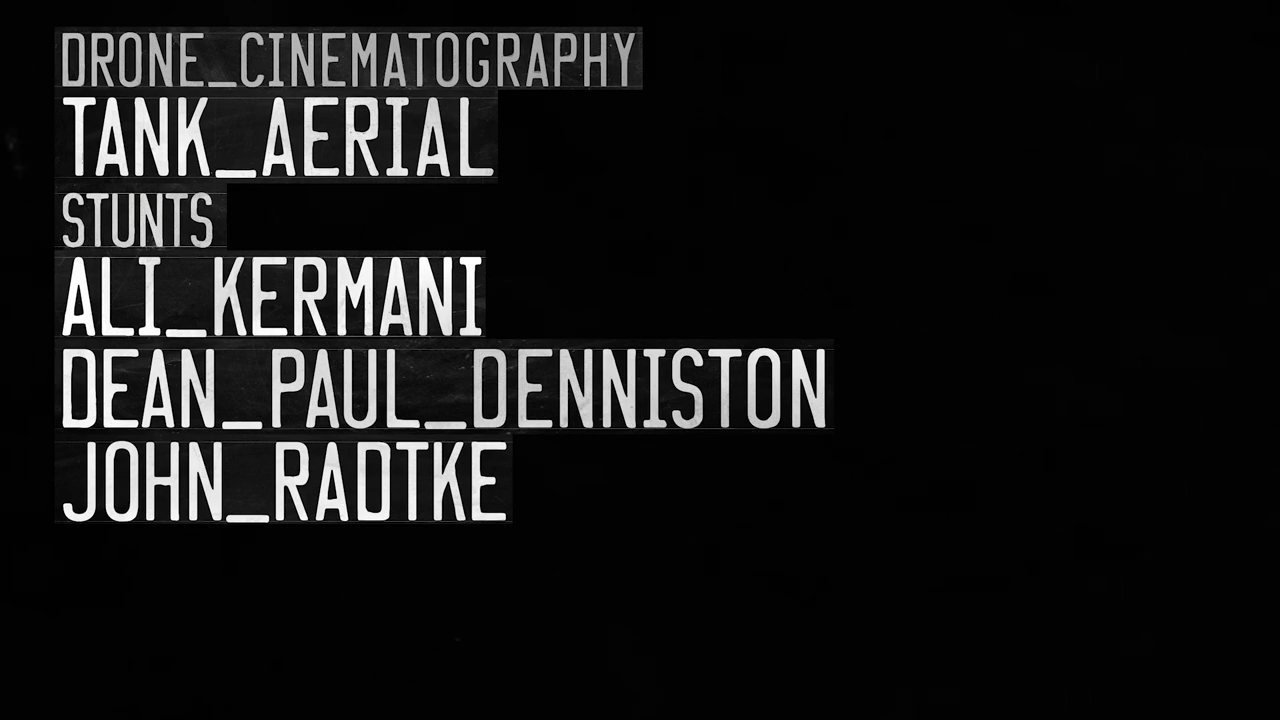 DRONE_CINEMATOGRAPHY
TANK_AERIAL
STUNTS
ALI_KERMANI
DEAN_PAUL_DENNISTON
JOHN_RADTKE